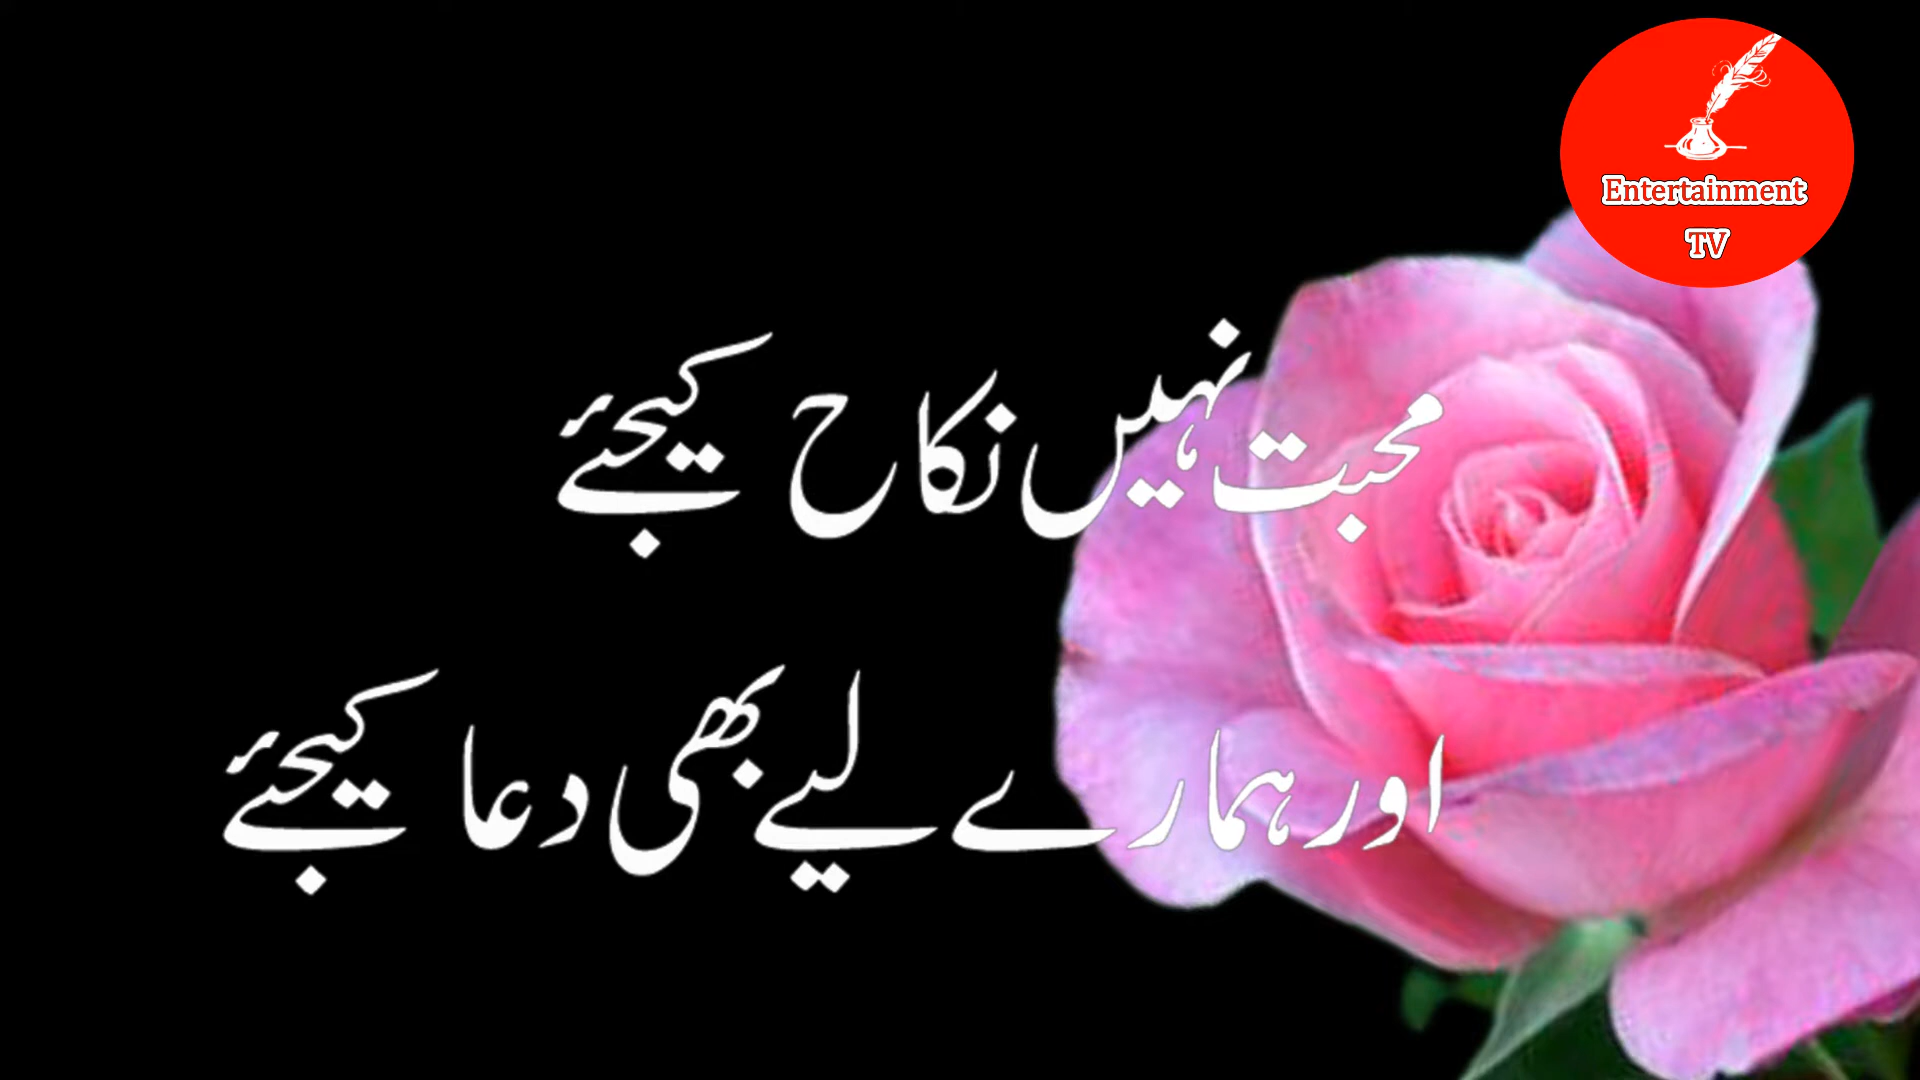 Entertainment
TV
محبت نہیں نکاح کیجئے
اور ہمارے لیے بھی دعا کیجئے